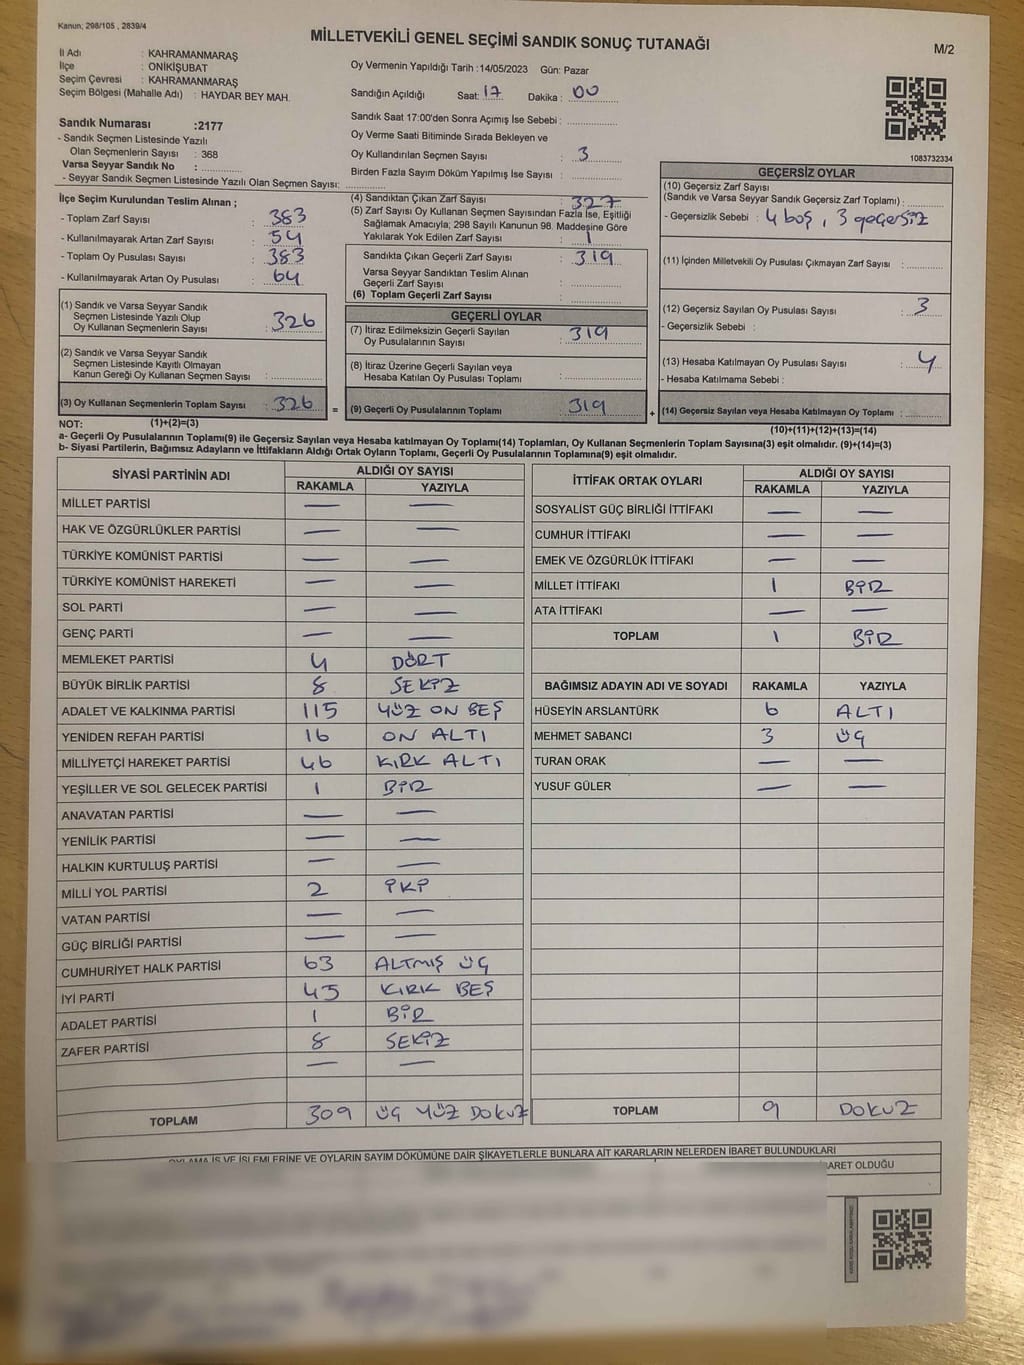 Kanun; 298/105 , 2839/4
MİLLETVEKİLİ GENEL SEÇİMİ SANDIK SONUÇ TUTANAĞI
M/2
İl Adı : KAHRAMANMARAŞ
İlçe : ONİKİŞUBAT
Seçim Çevresi : KAHRAMANMARAŞ
Seçim Bölgesi (Mahalle Adı) : HAYDAR BEY MAH.
Oy Vermenin Yapıldığı Tarih :14/05/2023 Gün: Pazar
Sandığın Açıldığı Saat: 17 Dakika : 00
Sandık Saat 17:00'den Sonra Açımış İse Sebebi :
Oy Verme Saati Bitiminde Sırada Bekleyen ve
Oy Kullandırılan Seçmen Sayısı : 3
Birden Fazla Sayım Döküm Yapılmış İse Sayısı :
1083732334
Sandık Numarası :2177
- Sandık Seçmen Listesinde Yazılı
Olan Seçmenlerin Sayısı : 368
Varsa Seyyar Sandık No :
- Seyyar Sandık Seçmen Listesinde Yazılı Olan Seçmen Sayısı:
İlçe Seçim Kurulundan Teslim Alınan ;
- Toplam Zarf Sayısı : 383
- Kullanılmayarak Artan Zarf Sayısı : 54
- Toplam Oy Pusulası Sayısı : 383
- Kullanılmayarak Artan Oy Pusulası : 64
(1) Sandık ve Varsa Seyyar Sandık
Seçmen Listesinde Yazılı Olup
Oy Kullanan Seçmenlerin Sayısı : 326
(2) Sandık ve Varsa Seyyar Sandık
Seçmen Listesinde Kayıtlı Olmayan
Kanun Gereği Oy Kullanan Seçmen Sayısı :
(3) Oy Kullanan Seçmenlerin Toplam Sayısı : 326
(4) Sandıktan Çıkan Zarf Sayısı : 327
(5) Zarf Sayısı Oy Kullanan Seçmen Sayısından Fazla İse, Eşitliği
Sağlamak Amacıyla; 298 Sayılı Kanunun 98. Maddesine Göre
Yakılarak Yok Edilen Zarf Sayısı : 1
Sandıkta Çıkan Geçerli Zarf Sayısı : 319
Varsa Seyyar Sandıktan Teslim Alınan
Geçerli Zarf Sayısı :
(6) Toplam Geçerli Zarf Sayısı :
GEÇERLİ OYLAR
(7) İtiraz Edilmeksizin Geçerli Sayılan
Oy Pusulalarının Sayısı : 319
(8) İtiraz Üzerine Geçerli Sayılan veya
Hesaba Katılan Oy Pusulası Toplamı :
= (9) Geçerli Oy Pusulalarının Toplamı : 319
GEÇERSİZ OYLAR
(10) Geçersiz Zarf Sayısı
(Sandık ve Varsa Seyyar Sandık Geçersiz Zarf Toplamı) :
- Geçersizlik Sebebi : 4 boş, 3 geçersiz
(11) İçinden Milletvekili Oy Pusulası Çıkmayan Zarf Sayısı :
(12) Geçersiz Sayılan Oy Pusulası Sayısı : 3
- Geçersizlik Sebebi :
(13) Hesaba Katılmayan Oy Pusulası Sayısı : 4
- Hesaba Katılmama Sebebi :
+ (14) Geçersiz Sayılan veya Hesaba Katılmayan Oy Toplamı :
NOT: (1)+(2)=(3)
(10)+(11)+(12)+(13)=(14)
a- Geçerli Oy Pusulalarının Toplamı(9) ile Geçersiz Sayılan veya Hesaba katılmayan Oy Toplamı(14) Toplamları, Oy Kullanan Seçmenlerin Toplam Sayısına(3) eşit olmalıdır. (9)+(14)=(3)
b- Siyasi Partilerin, Bağımsız Adayların ve İttifakların Aldığı Ortak Oyların Toplamı, Geçerli Oy Pusulalarının Toplamına(9) eşit olmalıdır.
SİYASİ PARTİNİN ADI ALDIĞI OY SAYISI
RAKAMLA YAZIYLA
MİLLET PARTİSİ — —
HAK VE ÖZGÜRLÜKLER PARTİSİ — —
TÜRKİYE KOMÜNİST PARTİSİ — —
TÜRKİYE KOMÜNİST HAREKETİ — —
SOL PARTİ — —
GENÇ PARTİ — —
MEMLEKET PARTİSİ 4 DÖRT
BÜYÜK BİRLİK PARTİSİ 8 SEKİZ
ADALET VE KALKINMA PARTİSİ 115 YÜZ ON BEŞ
YENİDEN REFAH PARTİSİ 16 ON ALTI
MİLLİYETÇİ HAREKET PARTİSİ 46 KIRK ALTI
YEŞİLLER VE SOL GELECEK PARTİSİ 1 BİR
ANAVATAN PARTİSİ — —
YENİLİK PARTİSİ — —
HALKIN KURTULUŞ PARTİSİ — —
MİLLİ YOL PARTİSİ 2 İKİ
VATAN PARTİSİ — —
GÜÇ BİRLİĞİ PARTİSİ — —
CUMHURİYET HALK PARTİSİ 63 ALTMIŞ ÜÇ
İYİ PARTİ 45 KIRK BEŞ
ADALET PARTİSİ 1 BİR
ZAFER PARTİSİ 8 SEKİZ
— —
TOPLAM 309 ÜÇ YÜZ DOKUZ
İTTİFAK ORTAK OYLARI ALDIĞI OY SAYISI
RAKAMLA YAZIYLA
SOSYALİST GÜÇ BİRLİĞİ İTTİFAKI — —
CUMHUR İTTİFAKI — —
EMEK VE ÖZGÜRLÜK İTTİFAKI — —
MİLLET İTTİFAKI 1 BİR
ATA İTTİFAKI — —
TOPLAM 1 BİR
BAĞIMSIZ ADAYIN ADI VE SOYADI RAKAMLA YAZIYLA
HÜSEYİN ARSLANTÜRK 6 ALTI
MEHMET SABANCI 3 ÜÇ
TURAN ORAK — —
YUSUF GÜLER — —
TOPLAM 9 DOKUZ
OYLAMA İŞ VE İŞLEMLERİNE VE OYLARIN SAYIM DÖKÜMÜNE DAİR ŞİKAYETLERLE BUNLARA AİT KARARLARIN NELERDEN İBARET BULUNDUKLARI
BARET OLDUĞU